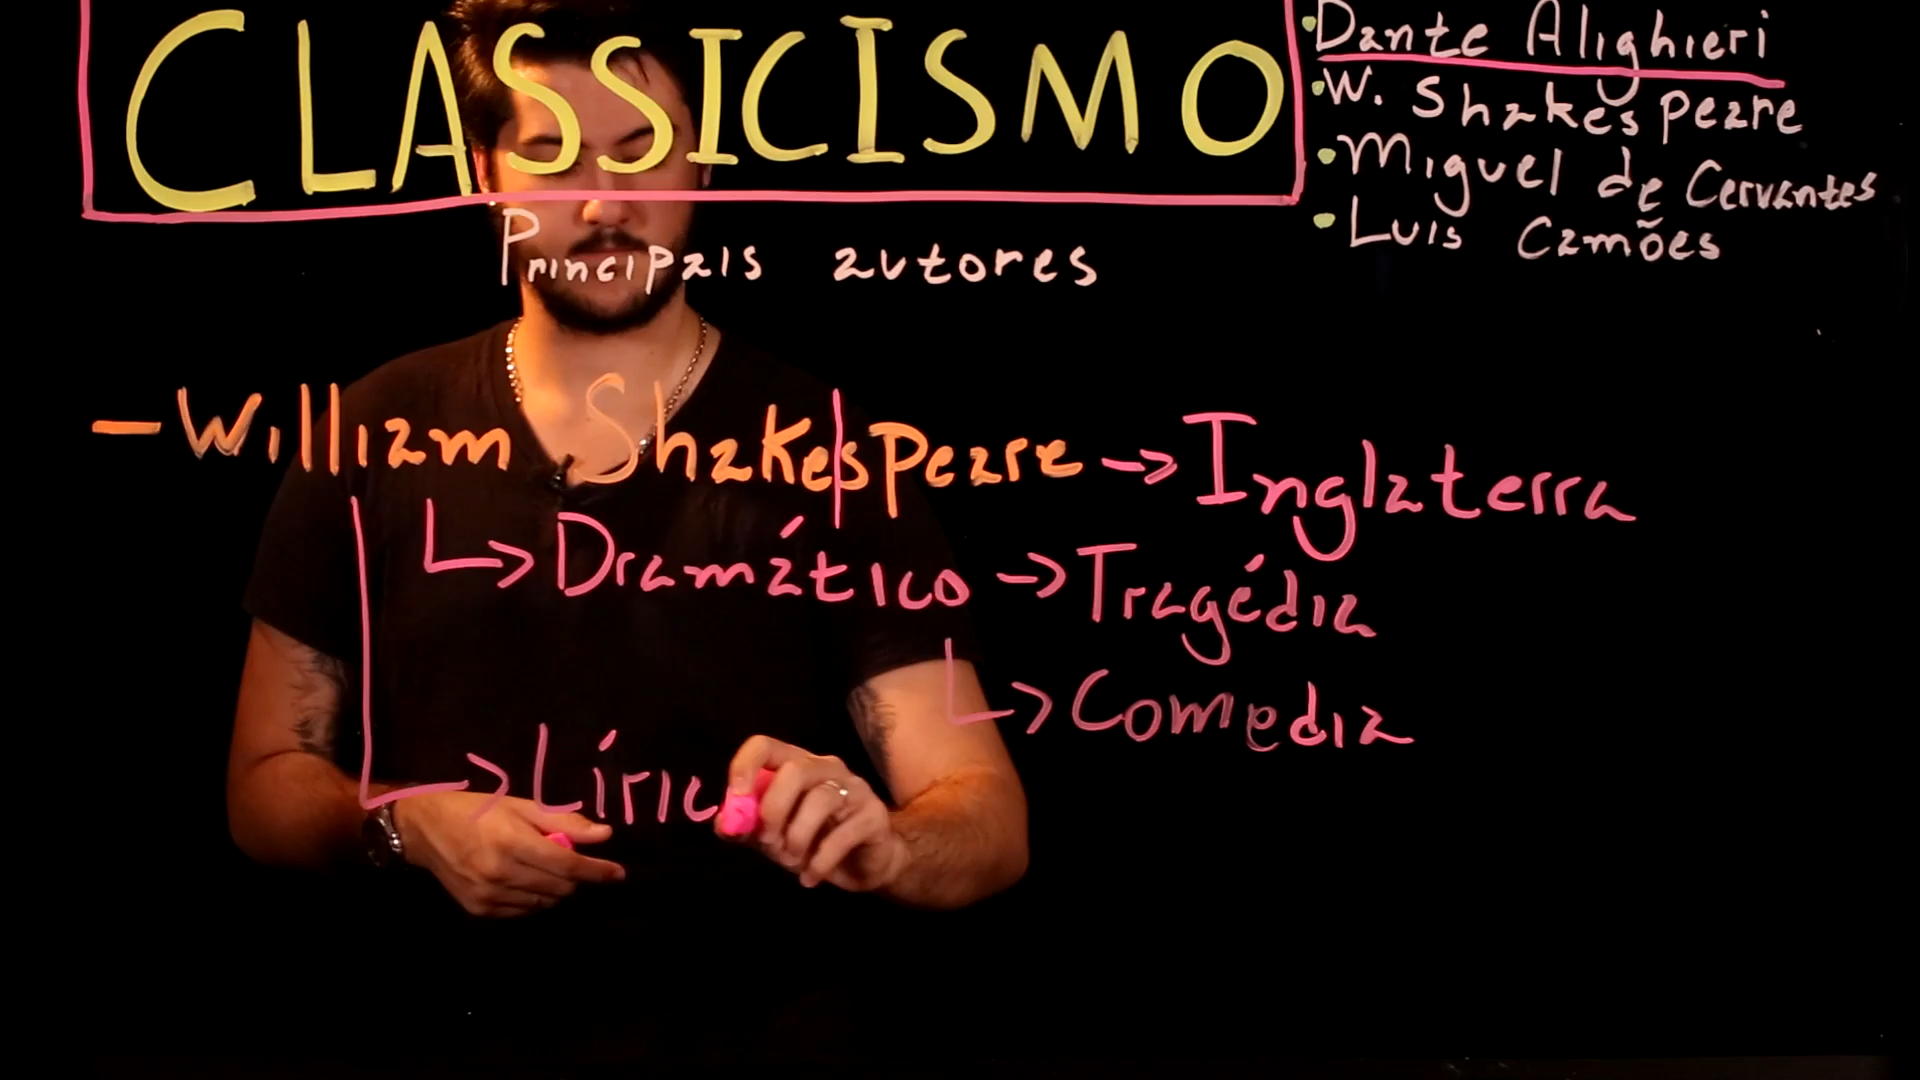 CLASSICISMO
Principais autores
• Dante Alighieri
• W. Shakespeare
• Miguel de Cervantes
• Luis Camões
- William Shakespeare -> Inglaterra
Dramático -> Tragédia
-> Comedia
-> Líric